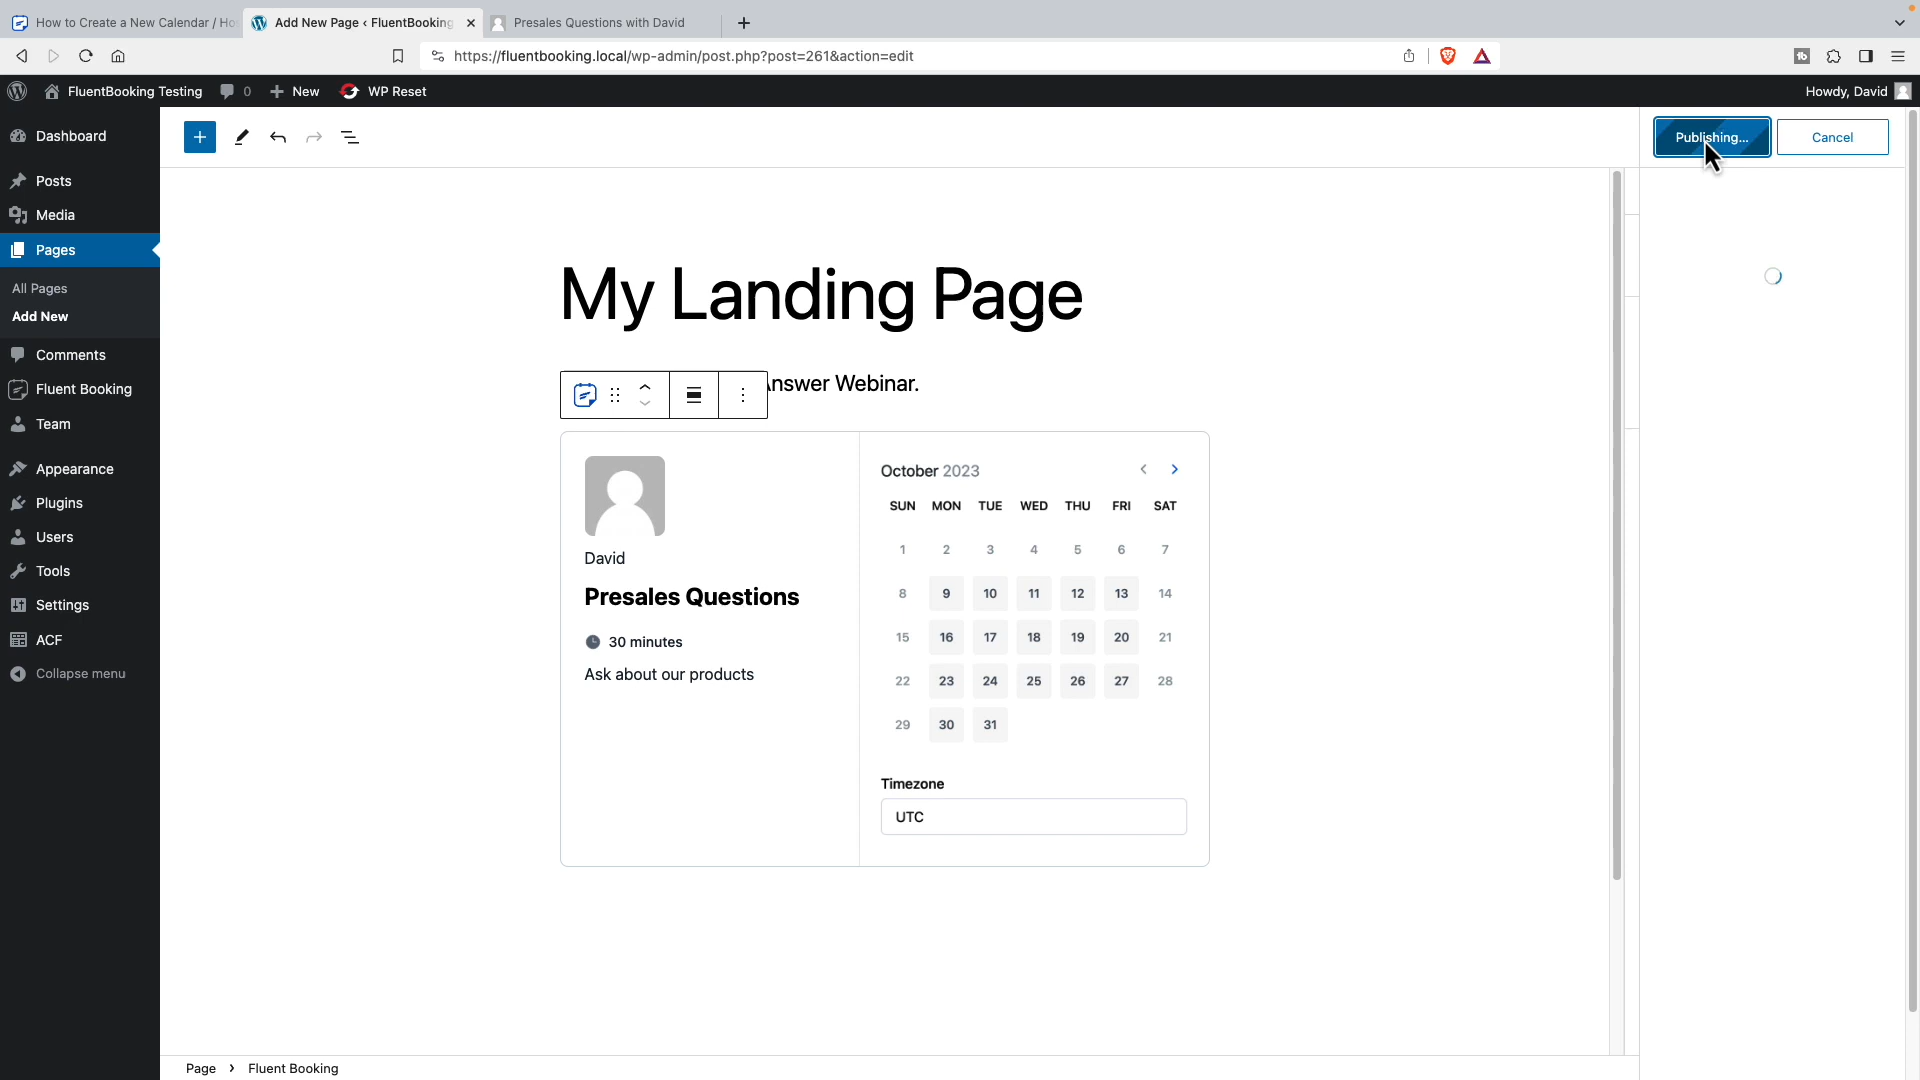 How to Create a New Calendar / Ho
Add New Page ‹ FluentBooking
Presales Questions with David
https://fluentbooking.local/wp-admin/post.php?post=261&action=edit
FluentBooking Testing
0
New
WP Reset
Howdy, David
Dashboard
Posts
Media
Pages
All Pages
Add New
Comments
Fluent Booking
Team
Appearance
Plugins
Users
Tools
Settings
ACF
Collapse menu
Publishing...
Cancel
My Landing Page
Answer Webinar.
David
Presales Questions
30 minutes
Ask about our products
October 2023
SUN MON TUE WED THU FRI SAT
1 2 3 4 5 6 7
8 9 10 11 12 13 14
15 16 17 18 19 20 21
22 23 24 25 26 27 28
29 30 31
Timezone
UTC
Page › Fluent Booking